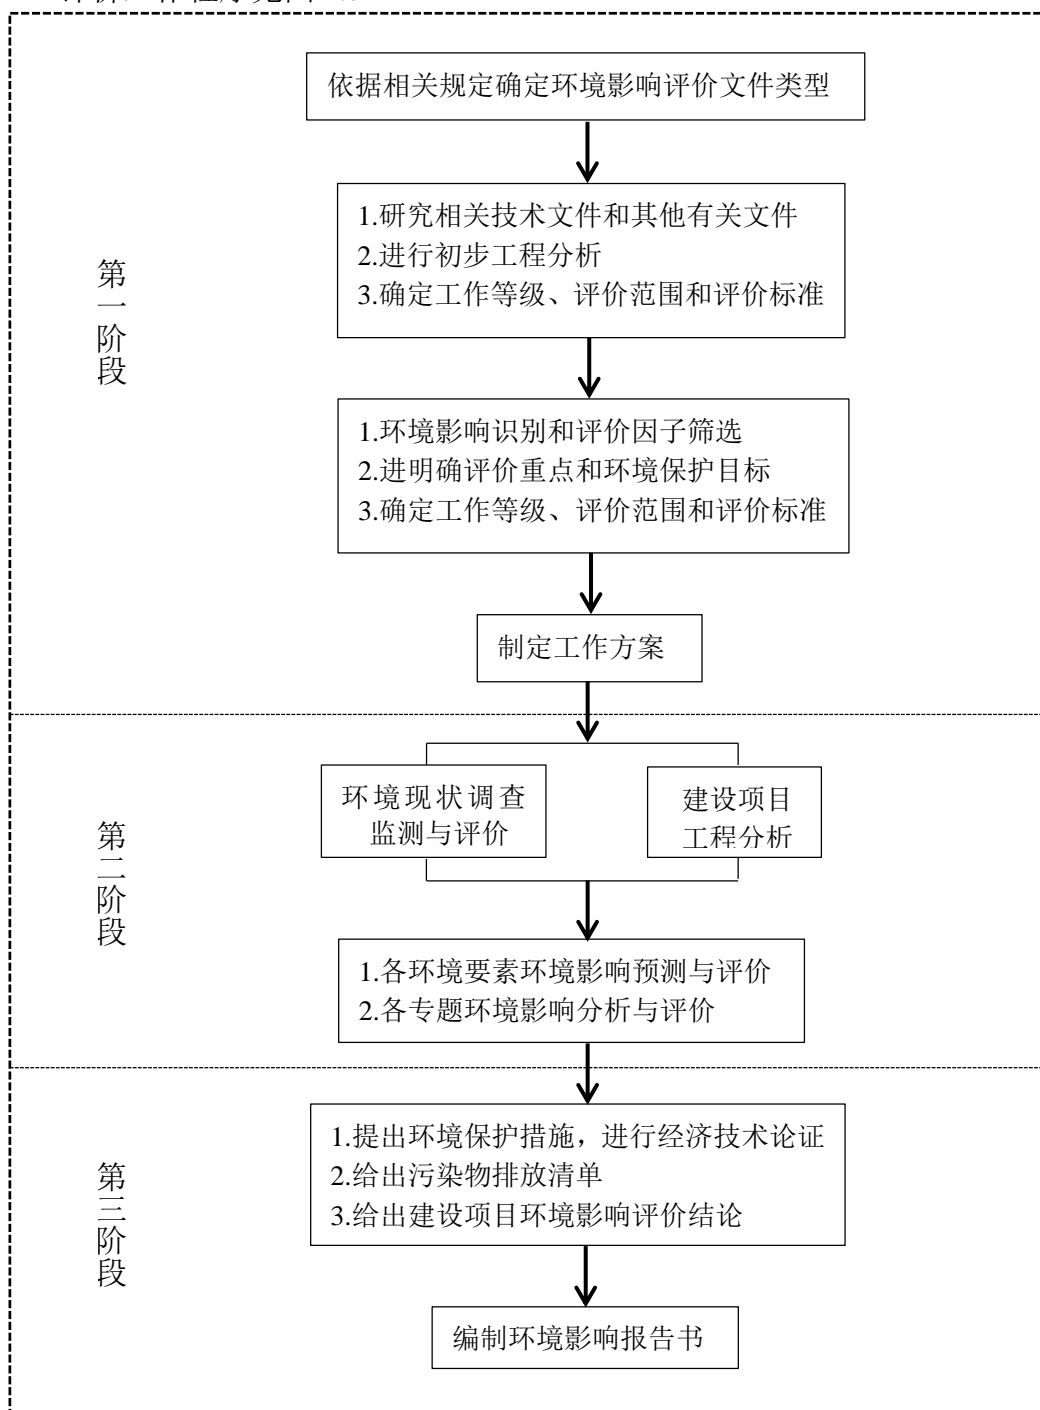 依据相关规定确定环境影响评价文件类型
第一阶段
1.研究相关技术文件和其他有关文件
2.进行初步工程分析
3.确定工作等级、评价范围和评价标准
1.环境影响识别和评价因子筛选
2.进明确评价重点和环境保护目标
3.确定工作等级、评价范围和评价标准
制定工作方案
第二阶段
环境现状调查
监测与评价
建设项目
工程分析
1.各环境要素环境影响预测与评价
2.各专题环境影响分析与评价
第三阶段
1.提出环境保护措施，进行经济技术论证
2.给出污染物排放清单
3.给出建设项目环境影响评价结论
编制环境影响报告书